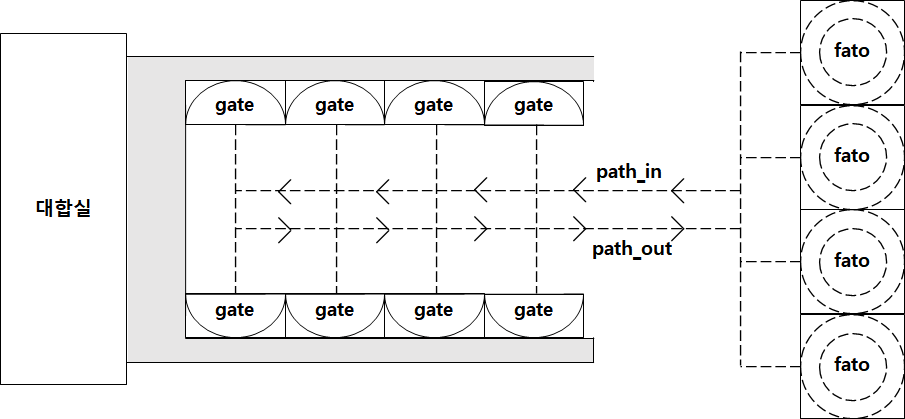 fato
gate gate gate gate
fato
path_in
대합실
path_out
fato
gate gate gate gate
fato